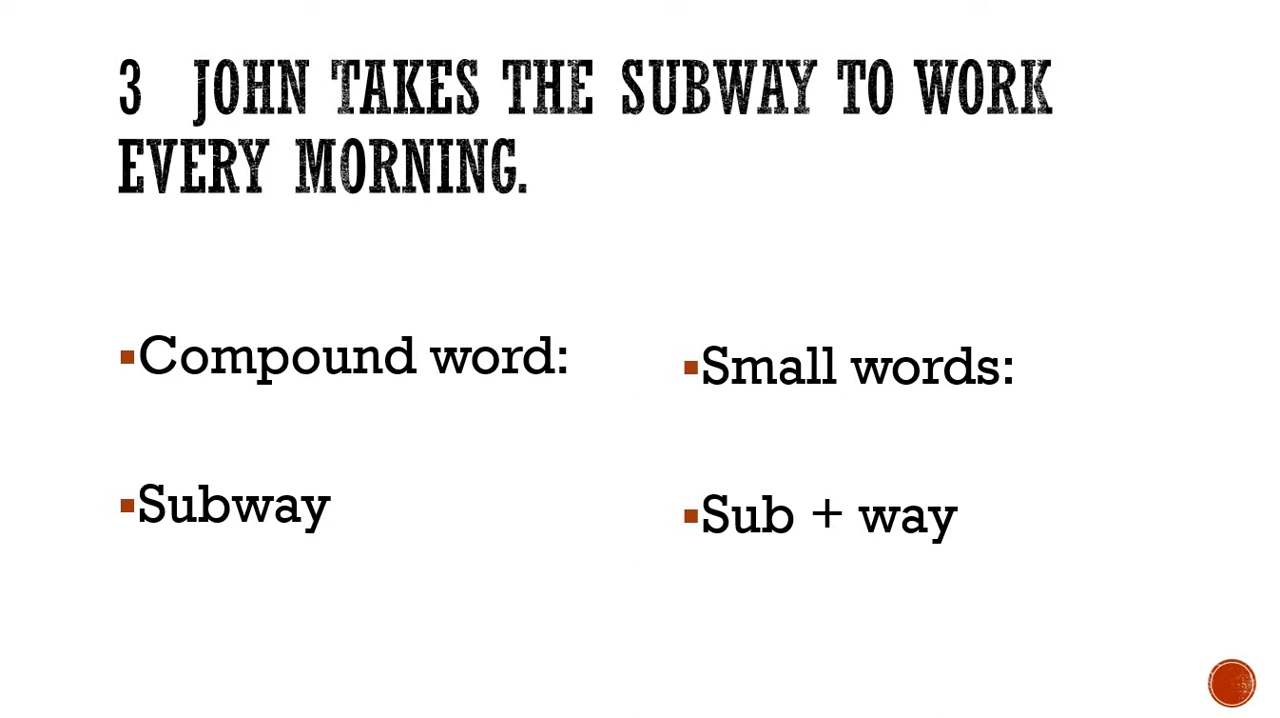 3 JOHN TAKES THE SUBWAY TO WORK
EVERY MORNING.
▪Compound word:
▪Subway
▪Small words:
▪Sub + way